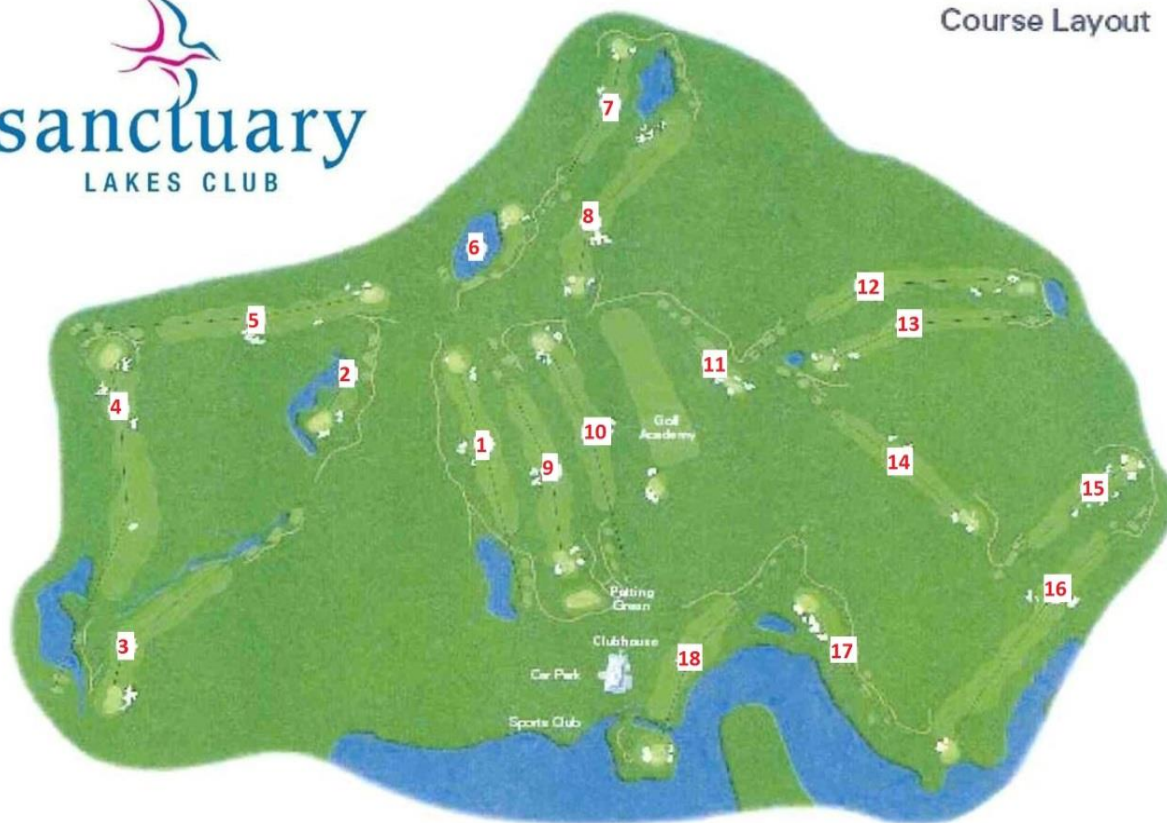 Course Layout
sanctuary
LAKES CLUB
7
8
6
12
5
13
11
2
4
10
Golf
Academy
1
14
9
15
16
Putting
Green
3
Clubhouse
17
18
Car Park
Sports Club